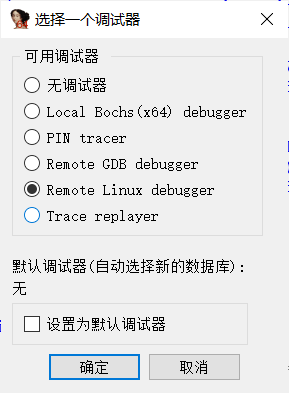 选择一个调试器
可用调试器
无调试器
Local Bochs(x64) debugger
PIN tracer
Remote GDB debugger
Remote Linux debugger
Trace replayer
默认调试器(自动选择新的数据库):
无
设置为默认调试器
确定
取消